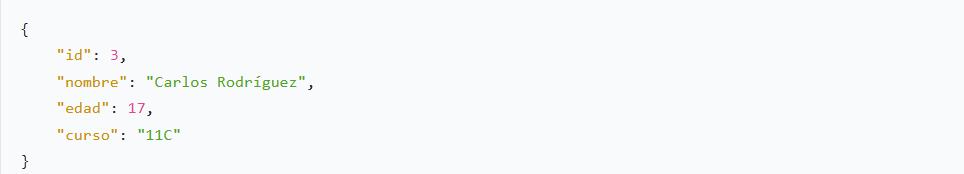 {
    "id": 3,
    "nombre": "Carlos Rodríguez",
    "edad": 17,
    "curso": "11C"
}